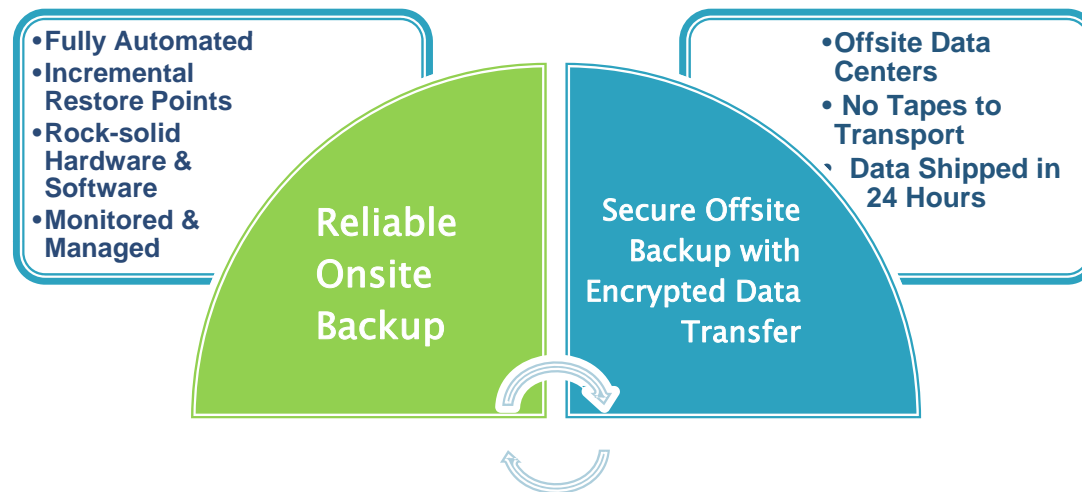 •Fully Automated
•Incremental
Restore Points
•Rock-solid
Hardware &
Software
•Monitored &
Managed
Reliable
Onsite
Backup
•Offsite Data
Centers
• No Tapes to
Transport
• Data Shipped in
24 Hours
Secure Offsite
Backup with
Encrypted Data
Transfer